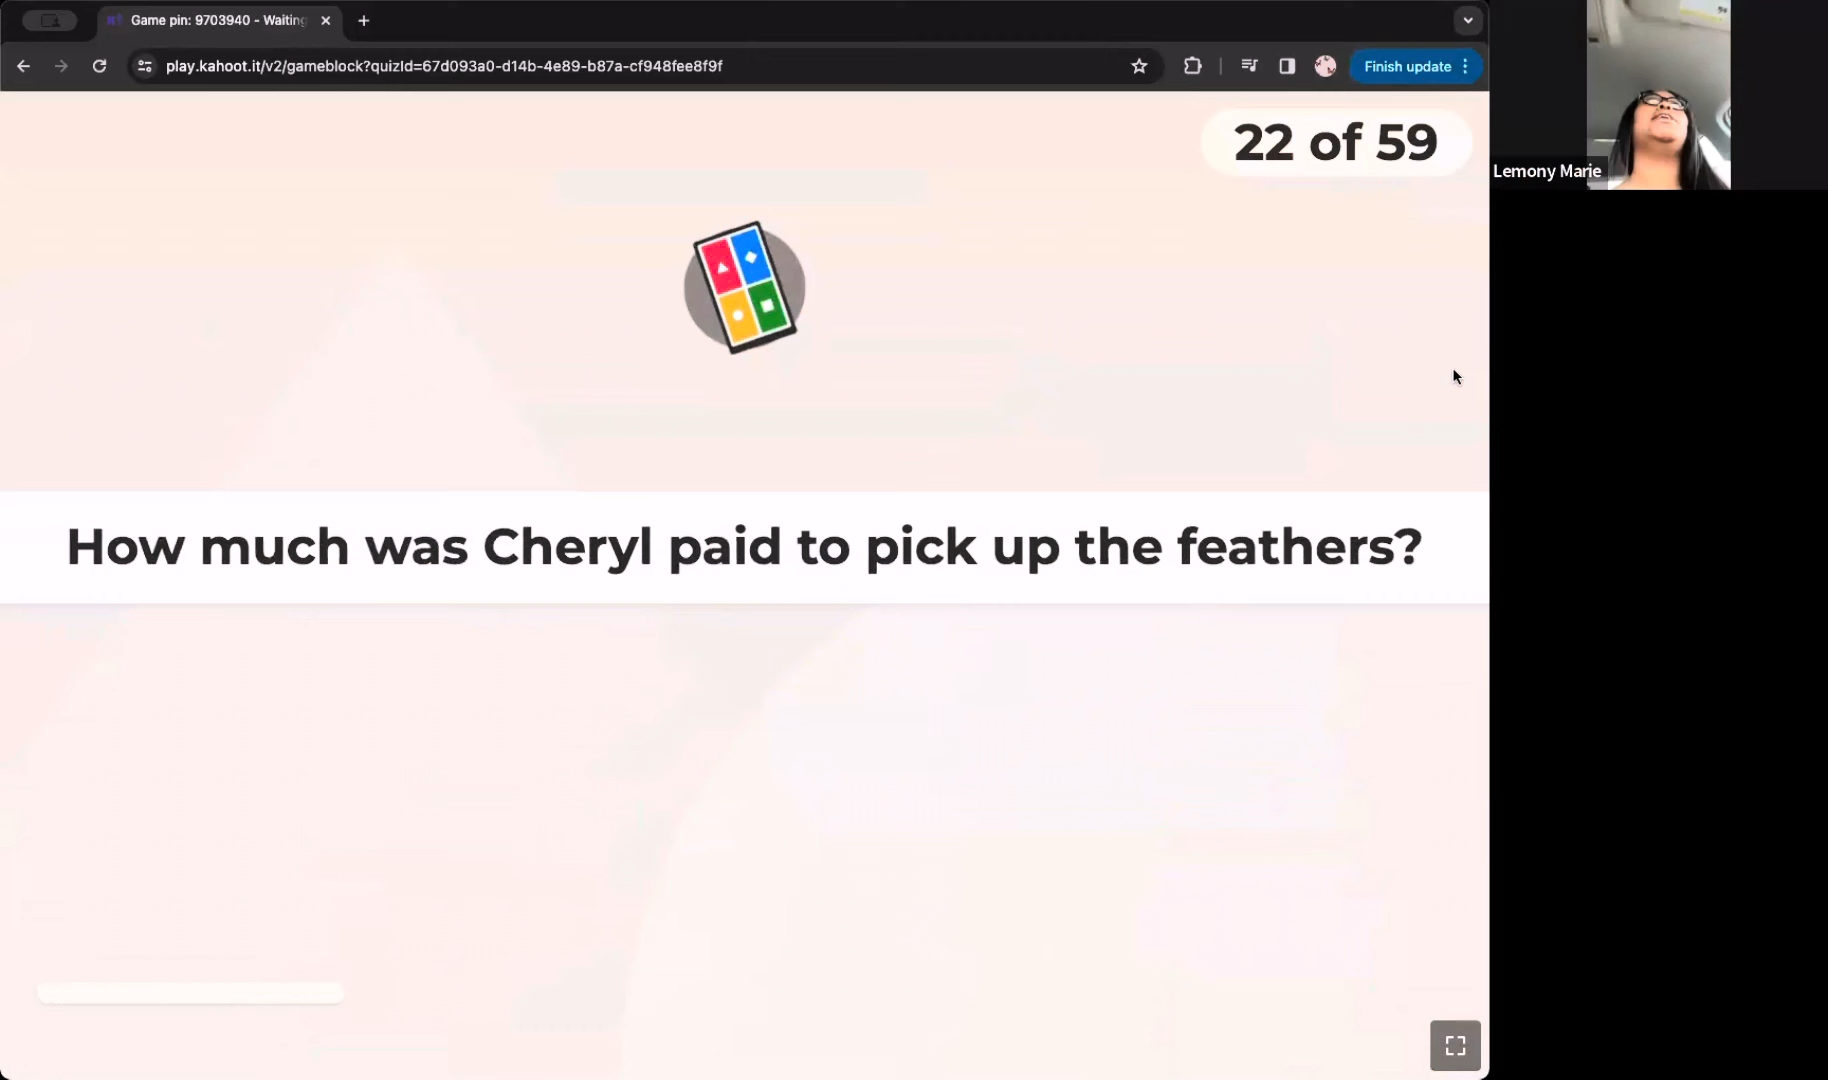 Game pin: 9703940 - Waiting
play.kahoot.it/v2/gameblock?quizId=67d093a0-d14b-4e89-b87a-cf948fee8f9f
Finish update
22 of 59
Lemony Marie
How much was Cheryl paid to pick up the feathers?